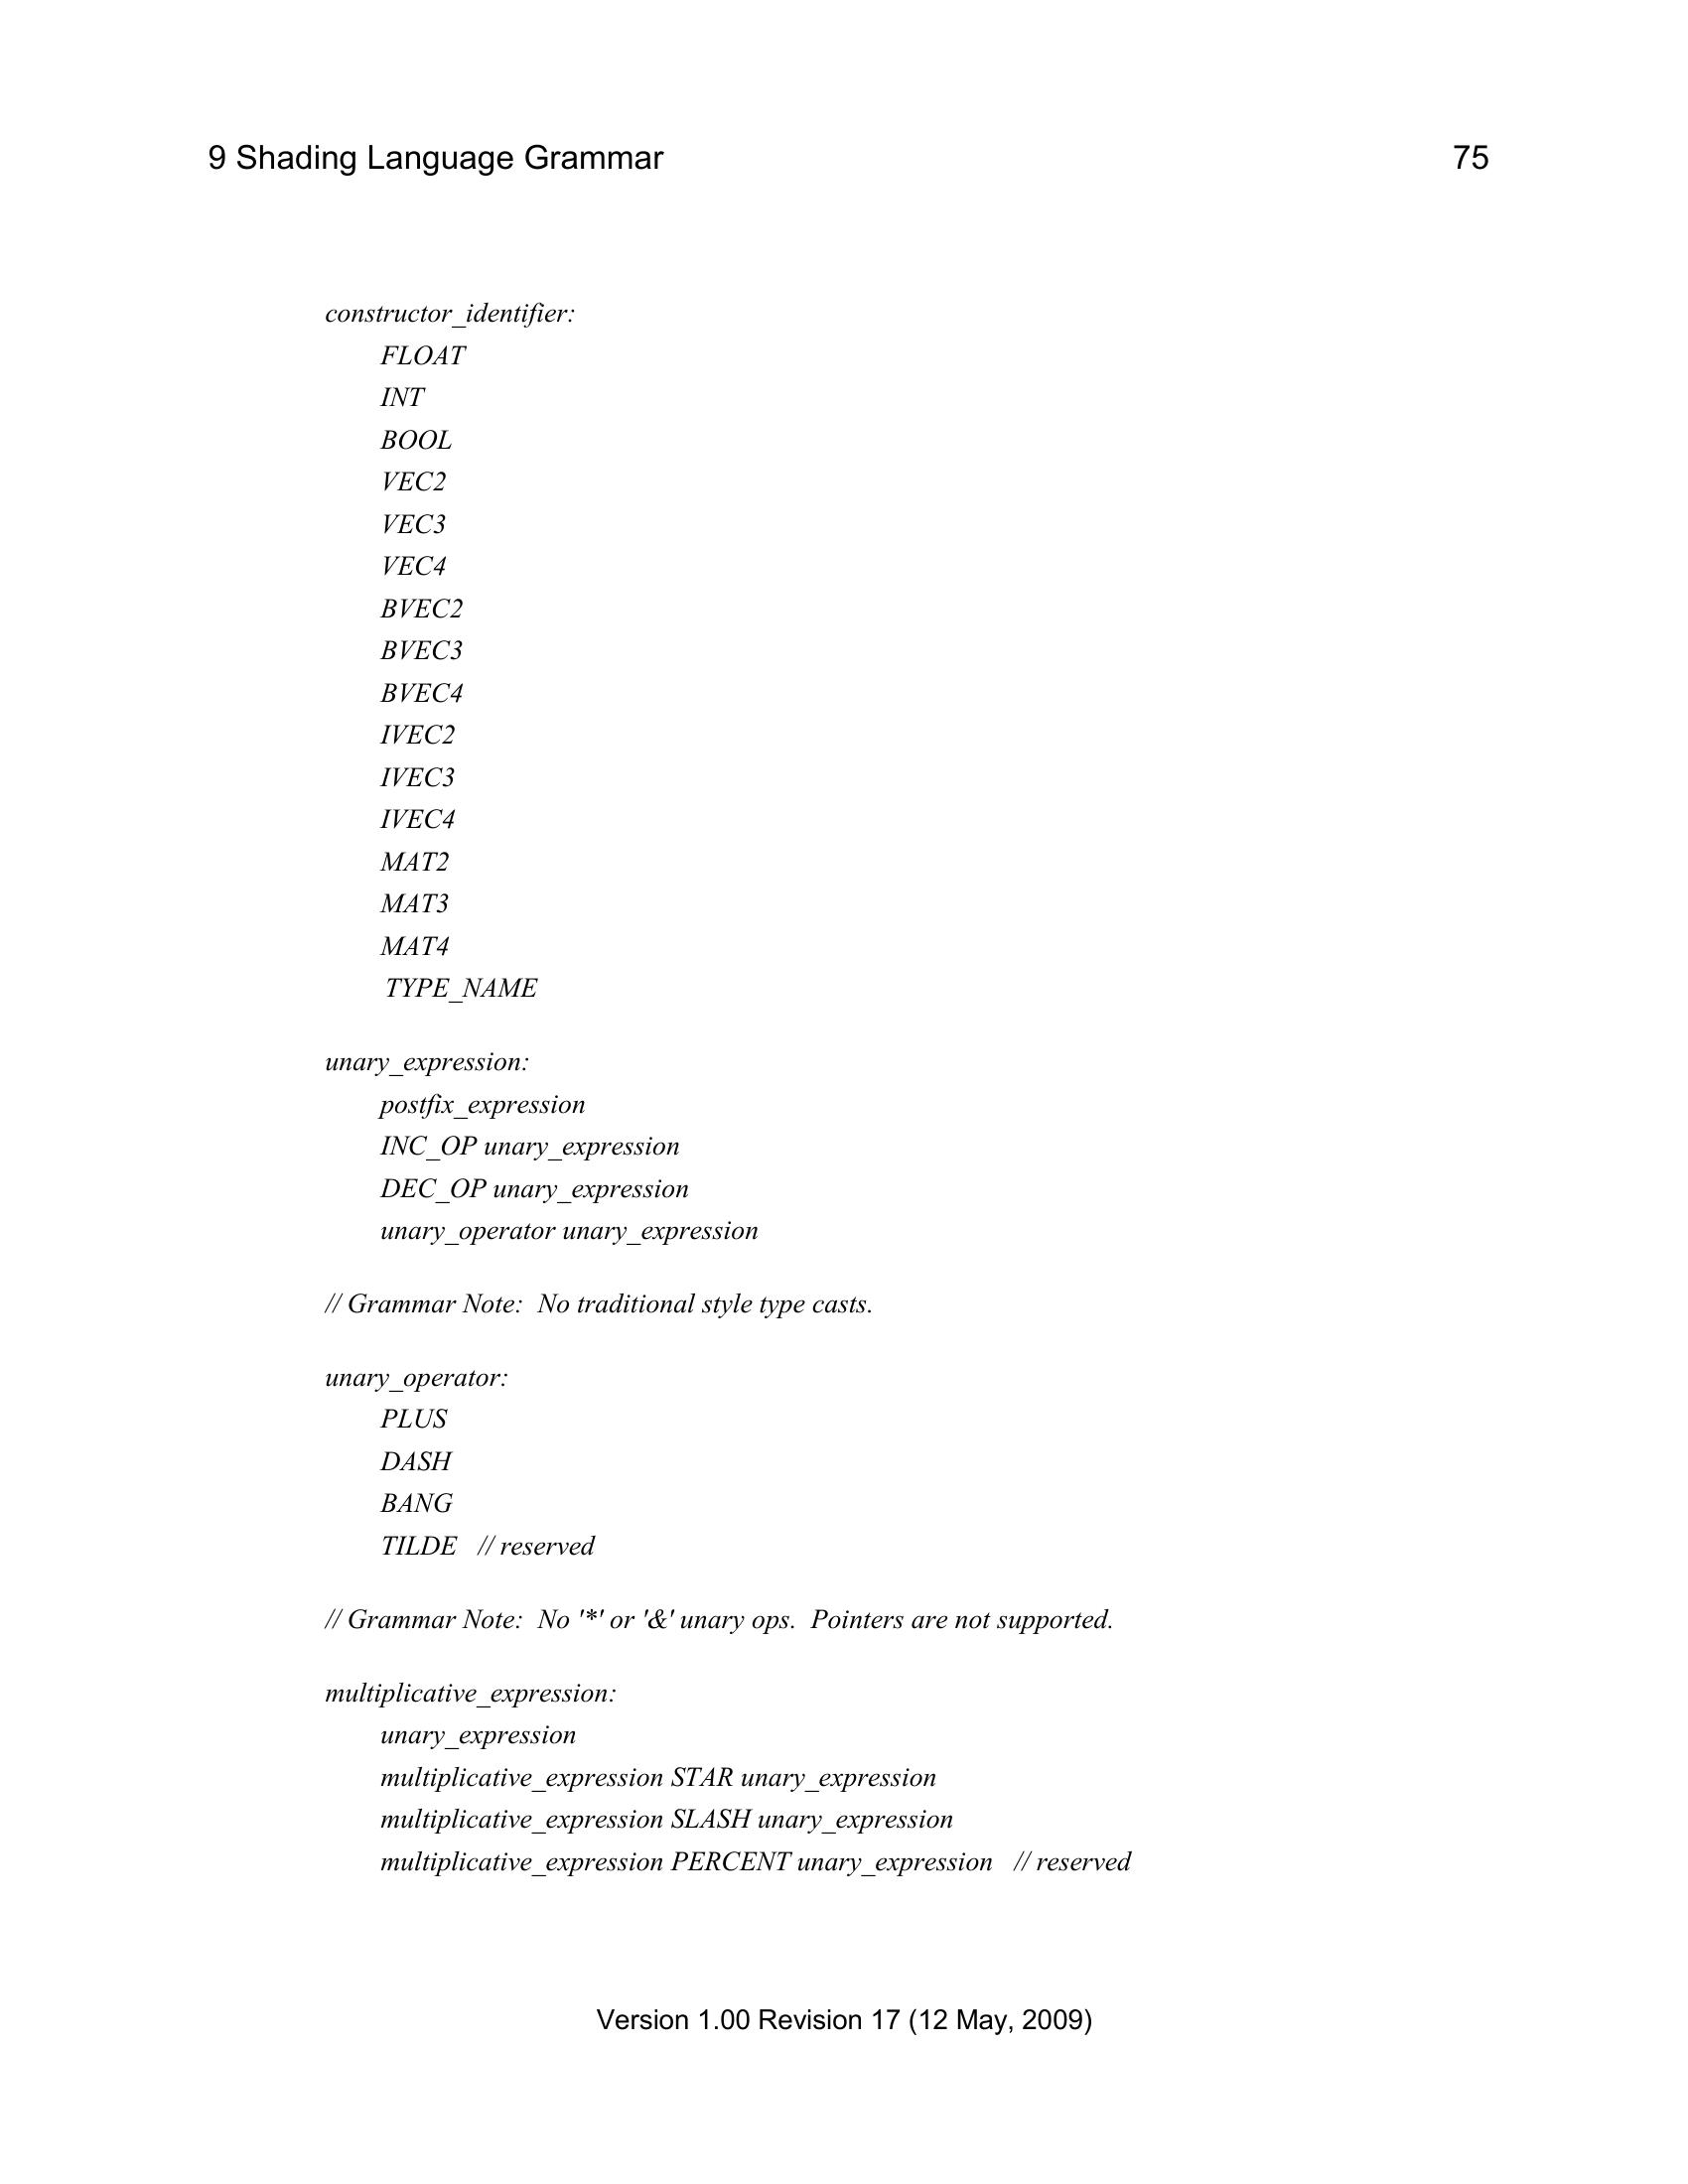 9 Shading Language Grammar 75
constructor_identifier:
FLOAT
INT
BOOL
VEC2
VEC3
VEC4
BVEC2
BVEC3
BVEC4
IVEC2
IVEC3
IVEC4
MAT2
MAT3
MAT4
TYPE_NAME
unary_expression:
postfix_expression
INC_OP unary_expression
DEC_OP unary_expression
unary_operator unary_expression
// Grammar Note:  No traditional style type casts.
unary_operator:
PLUS
DASH
BANG
TILDE   // reserved
// Grammar Note:  No '*' or '&' unary ops.  Pointers are not supported.
multiplicative_expression:
unary_expression
multiplicative_expression STAR unary_expression
multiplicative_expression SLASH unary_expression
multiplicative_expression PERCENT unary_expression   // reserved
Version 1.00 Revision 17 (12 May, 2009)